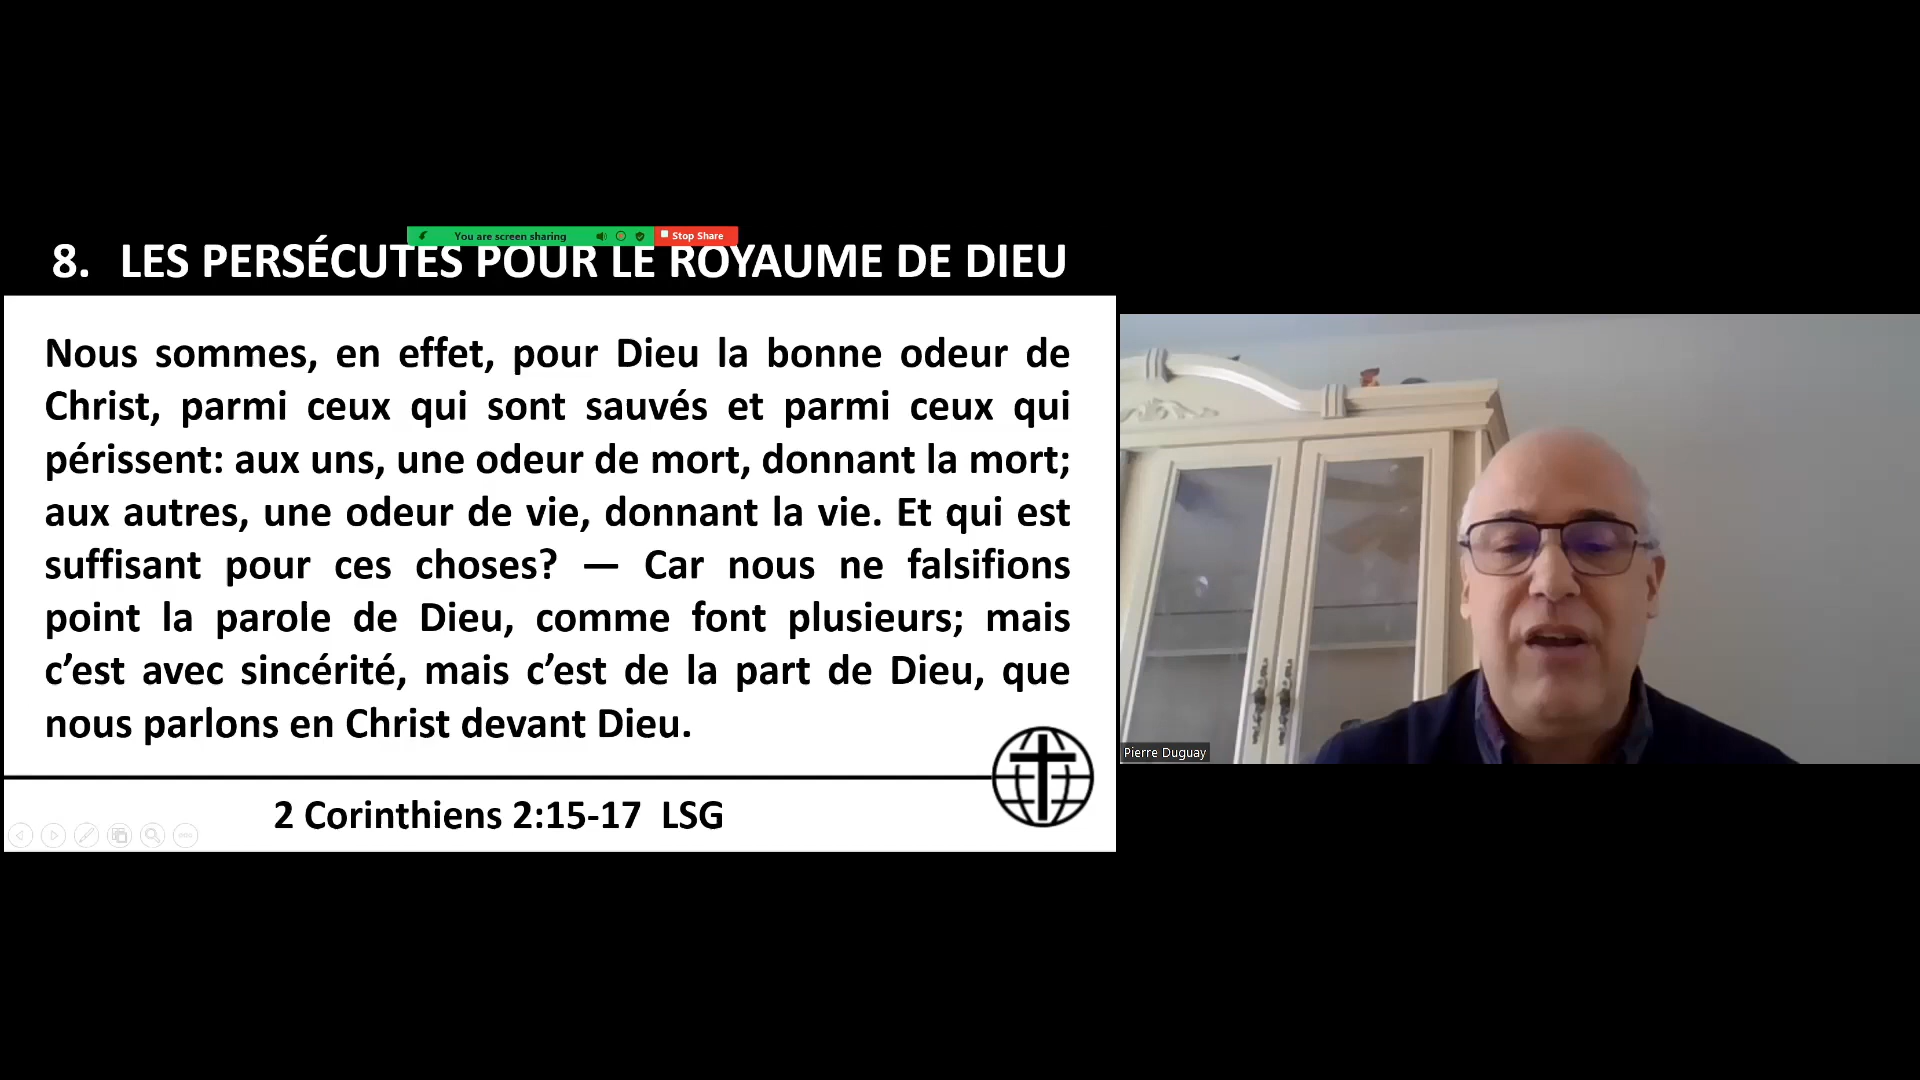 You are screen sharing
Stop Share
8. LES PERSÉCUTÉS POUR LE ROYAUME DE DIEU
Nous sommes, en effet, pour Dieu la bonne odeur de
Christ, parmi ceux qui sont sauvés et parmi ceux qui
périssent: aux uns, une odeur de mort, donnant la mort;
aux autres, une odeur de vie, donnant la vie. Et qui est
suffisant pour ces choses? — Car nous ne falsifions
point la parole de Dieu, comme font plusieurs; mais
c’est avec sincérité, mais c’est de la part de Dieu, que
nous parlons en Christ devant Dieu.
2 Corinthiens 2:15-17 LSG
Pierre Duguay